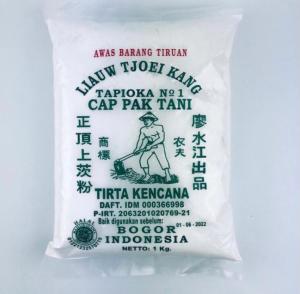 AWAS BARANG TIRUAN
LIAUW TJOEI KANG
TAPIOKA No 1
CAP PAK TANI
正頂上茨粉
商標
農夫
廖水江出品
TIRTA KENCANA
DAFT. IDM 000366998
P-IRT. 2063201020769-21
Baik digunakan sebelum:
01 - 06 - 2022
BOGOR
INDONESIA
NETTO: 1 Kg.
HALAL